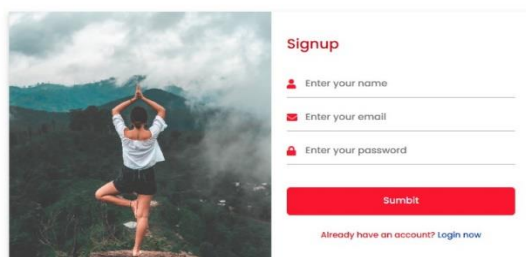 Signup
Enter your name
Enter your email
Enter your password
Sumbit
Already have an account? Login now